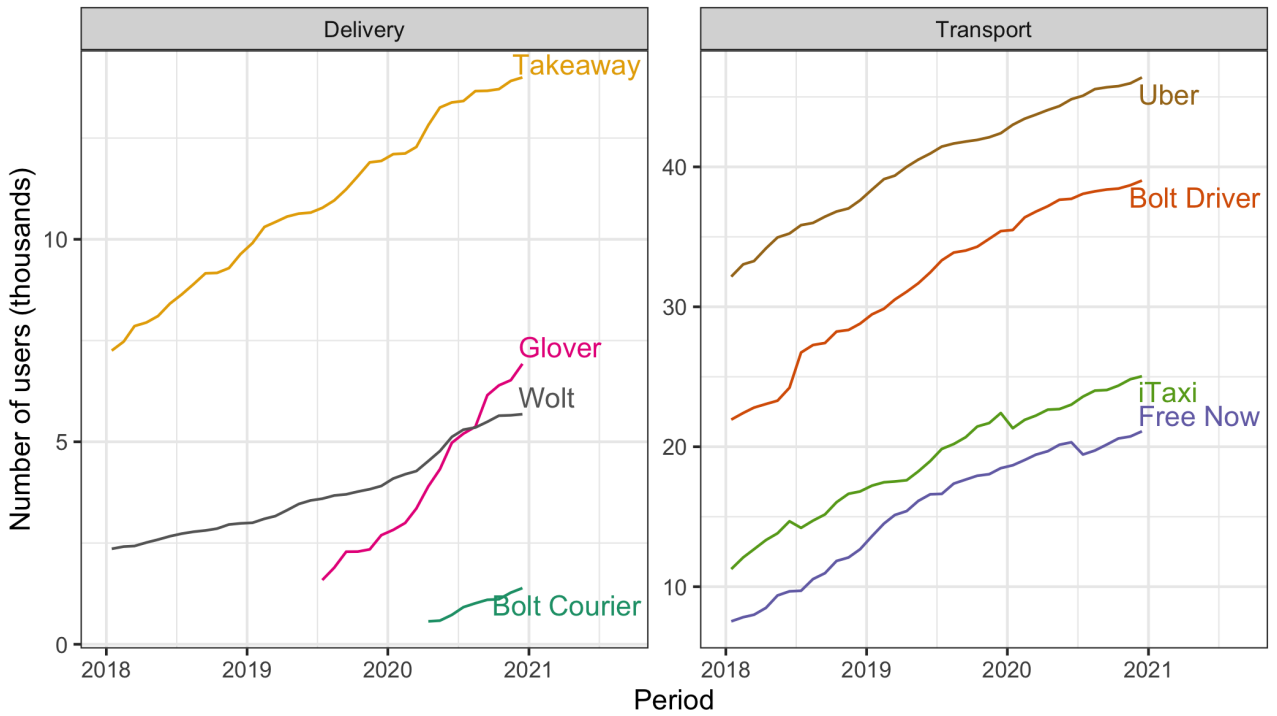 Delivery
Transport
Number of users (thousands)
10
5
0
Takeaway
Glover
Wolt
Bolt Courier
2018
2019
2020
2021
40
30
20
10
Uber
Bolt Driver
iTaxi
Free Now
2018
2019
2020
2021
Period